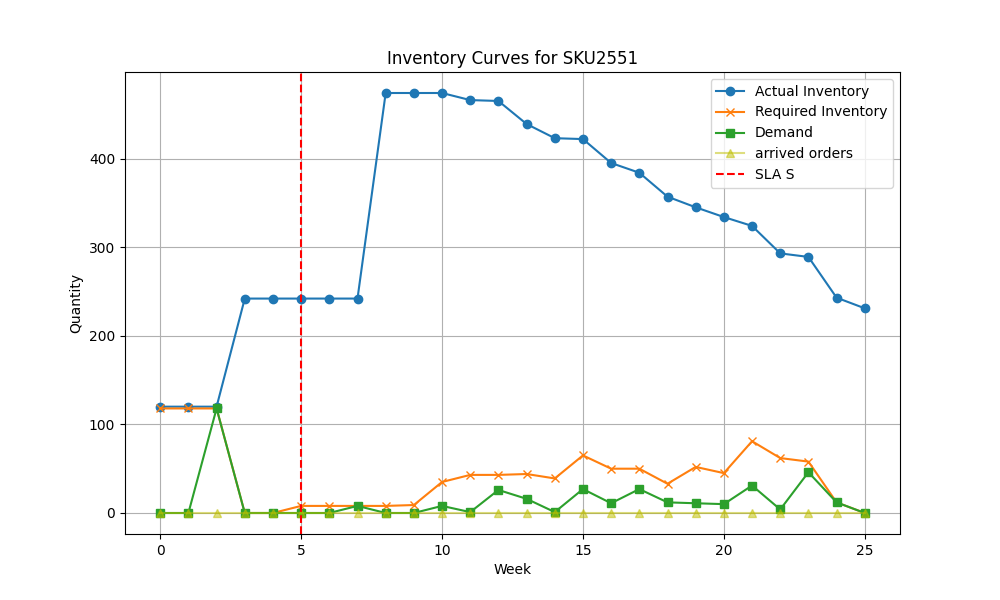 Inventory Curves for SKU2551
Actual Inventory
Required Inventory
Demand
arrived orders
SLA S
Quantity
400
300
200
100
0
0 5 10 15 20 25
Week